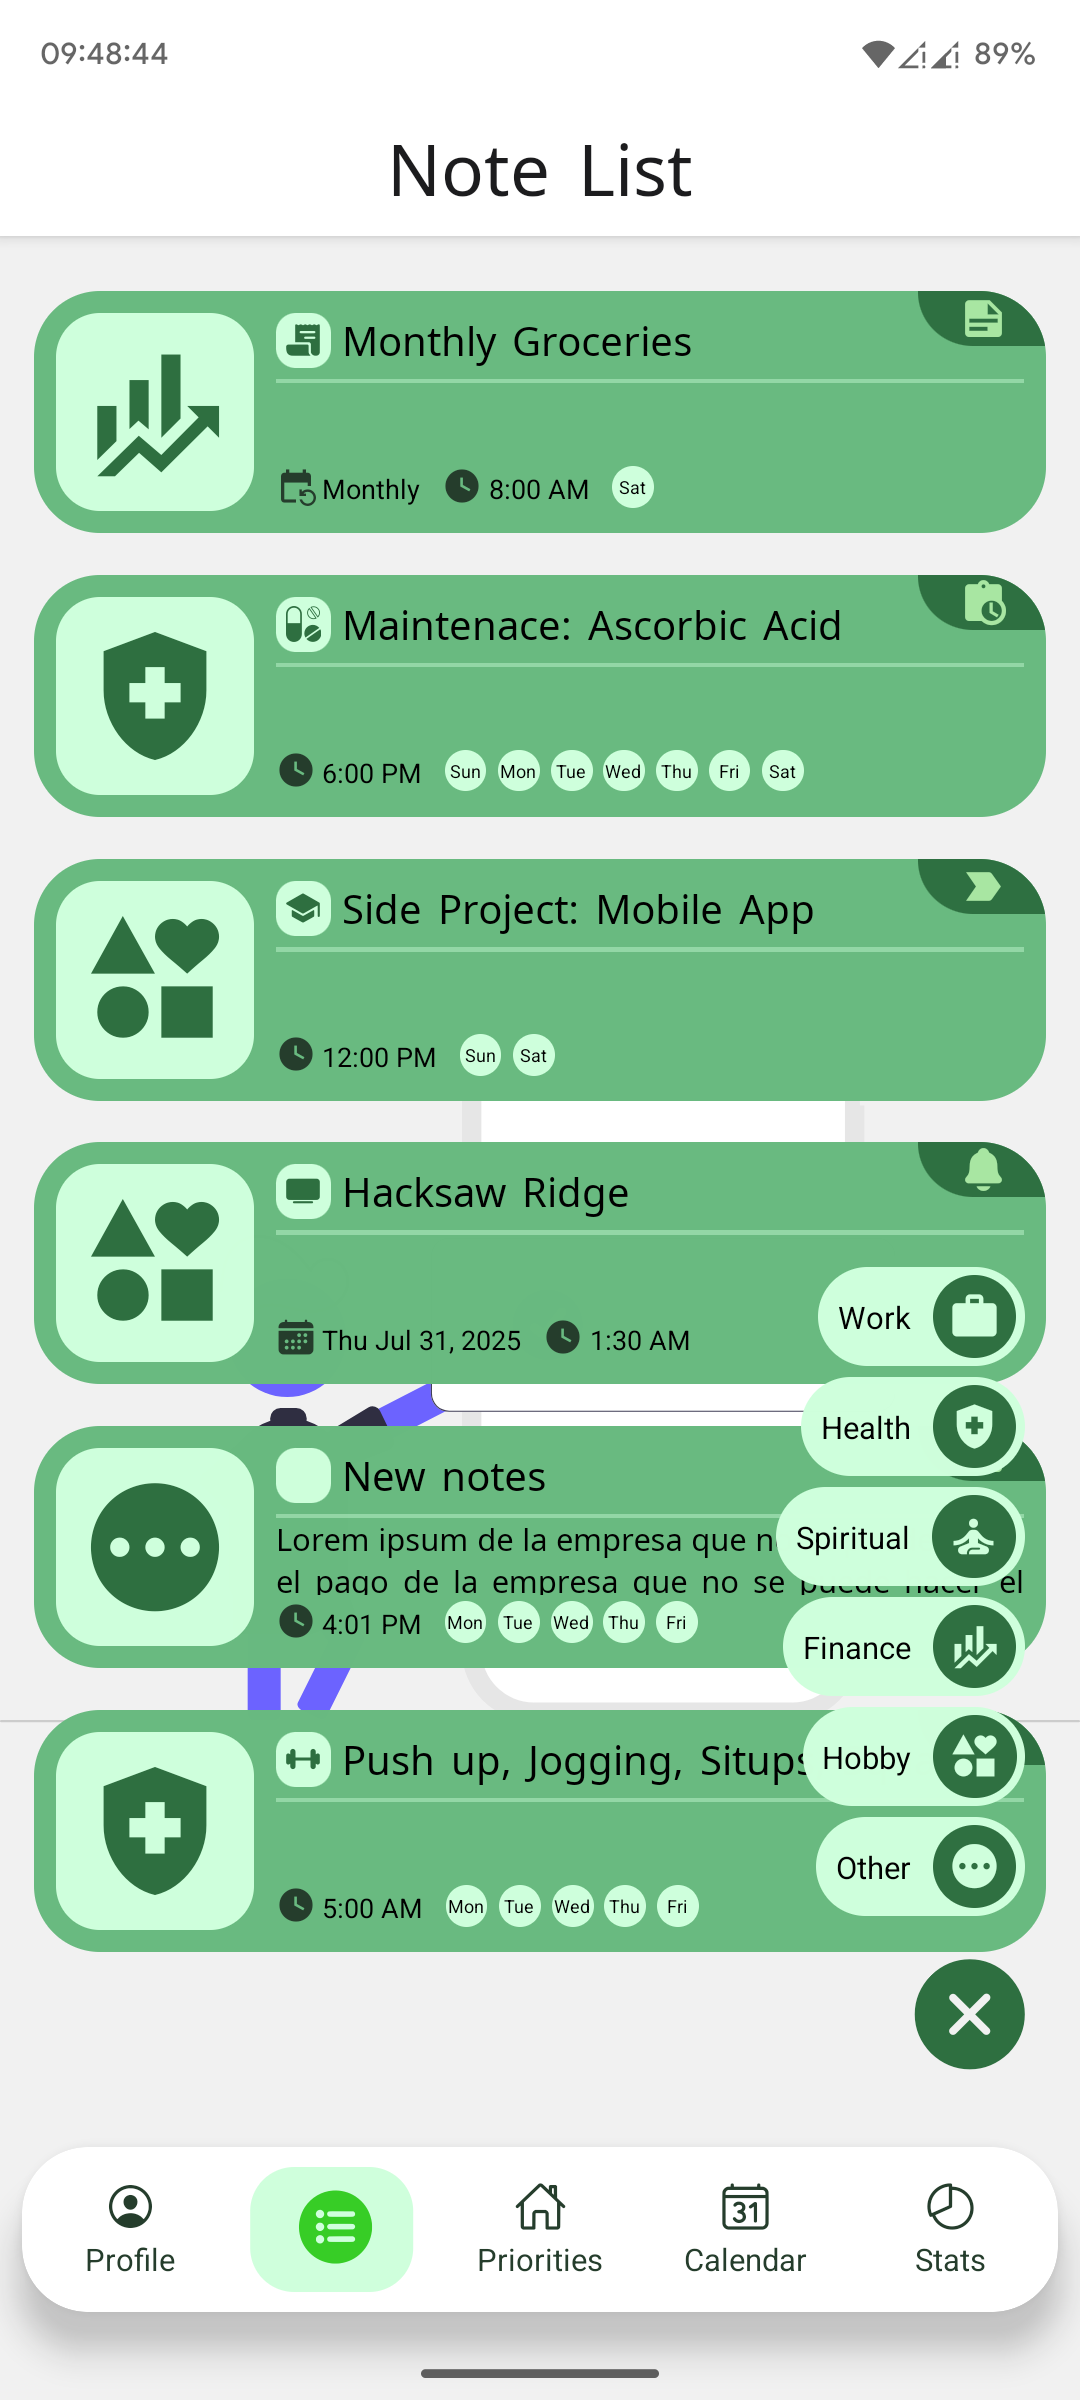 09:48:44
89%
Note List
Monthly Groceries
Monthly 8:00 AM Sat
Maintenace: Ascorbic Acid
6:00 PM Sun Mon Tue Wed Thu Fri Sat
Side Project: Mobile App
12:00 PM Sun Sat
Hacksaw Ridge
Work
Thu Jul 31, 2025 1:30 AM
Health
New notes
Lorem ipsum de la empresa que
Spiritual
el pago de la empresa que no se puede hacer el
4:01 PM Mon Tue Wed Thu Fri
Finance
Push up, Jogging, Situps
Hobby
Other
5:00 AM Mon Tue Wed Thu Fri
31
Profile
Priorities
Calendar
Stats